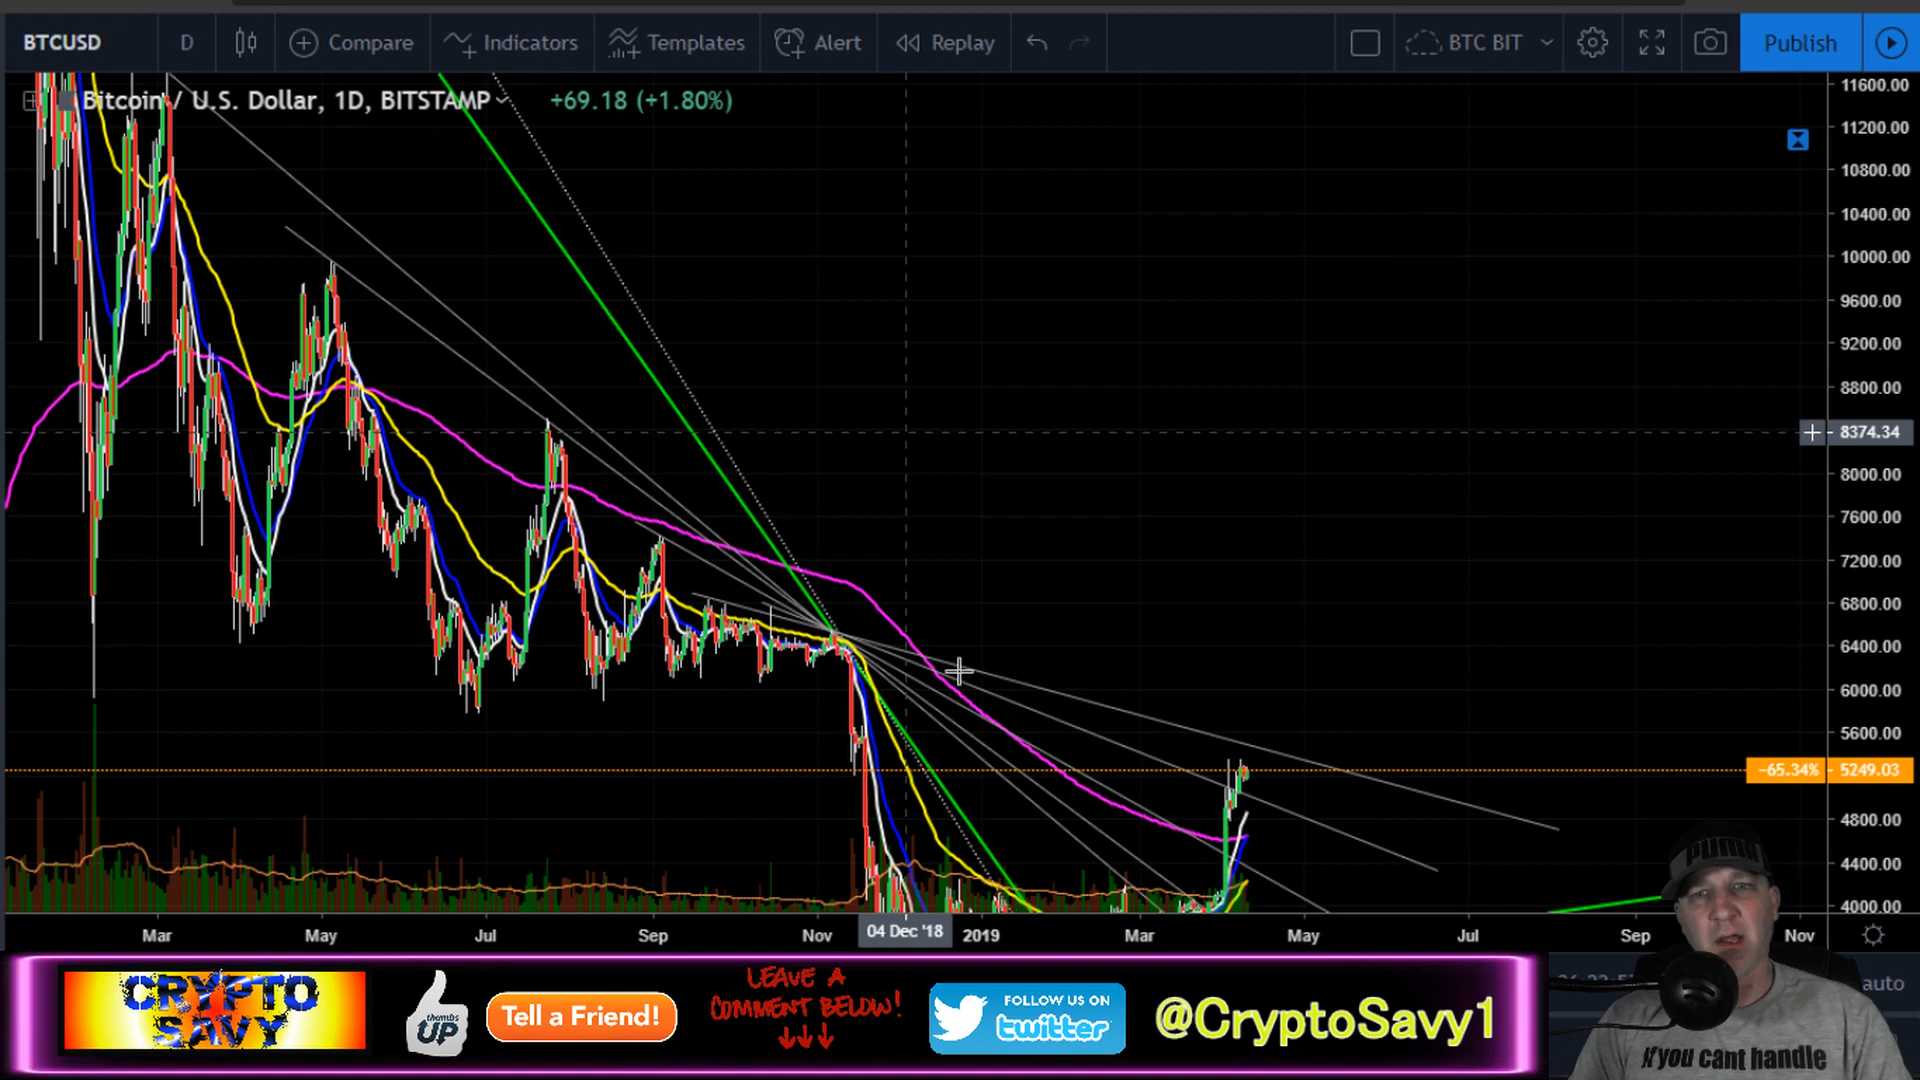 BTCUSD D Compare Indicators Templates Alert Replay BTC BIT Publish
Bitcoin / U.S. Dollar, 1D, BITSTAMP +69.18 (+1.80%)
11600.00
11200.00
10800.00
10400.00
10000.00
9600.00
9200.00
8800.00
8374.34
8000.00
7600.00
7200.00
6800.00
6400.00
6000.00
5600.00
-65.34% 5249.03
4800.00
4400.00
4000.00
Mar May Jul Sep Nov 04 Dec '18 2019 Mar May Jul Sep Nov
auto
CRYPTO
SAVY
thumbs
UP
Tell a Friend!
LEAVE A
COMMENT BELOW!
FOLLOW US ON
twitter
@CryptoSavy1
PUMA
if you cant handle